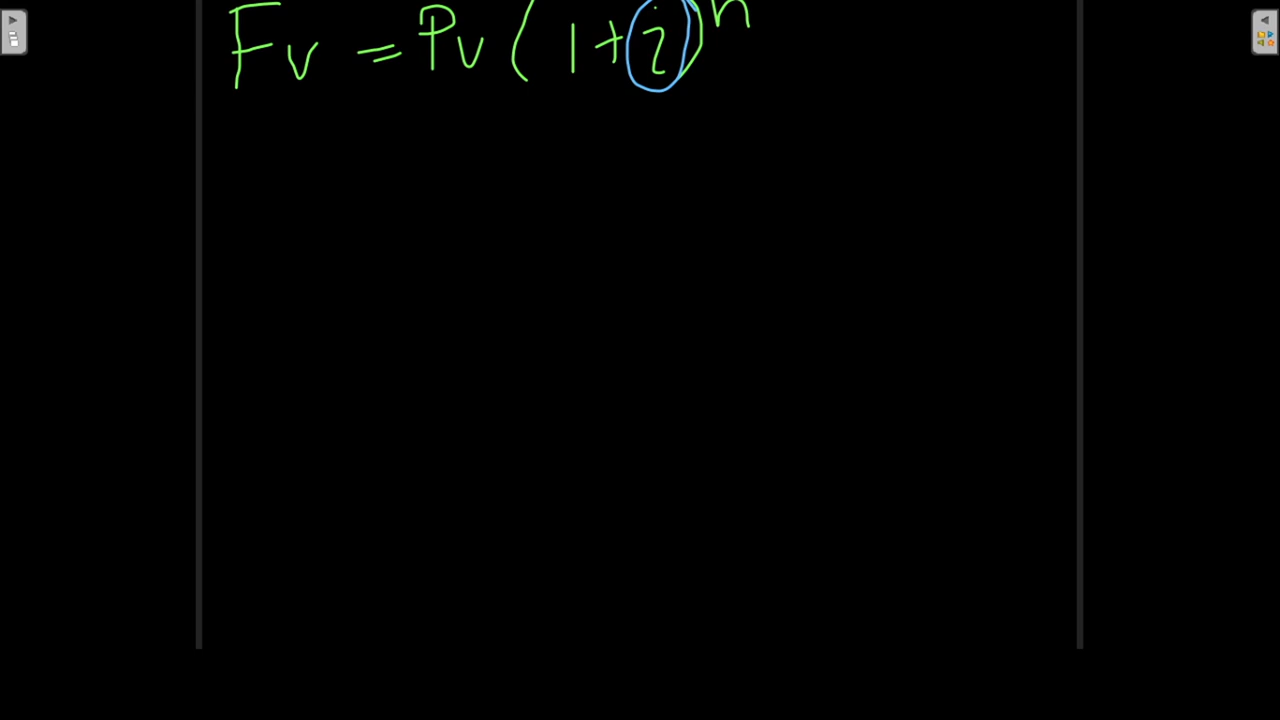 Fv = Pv(1+i)^n